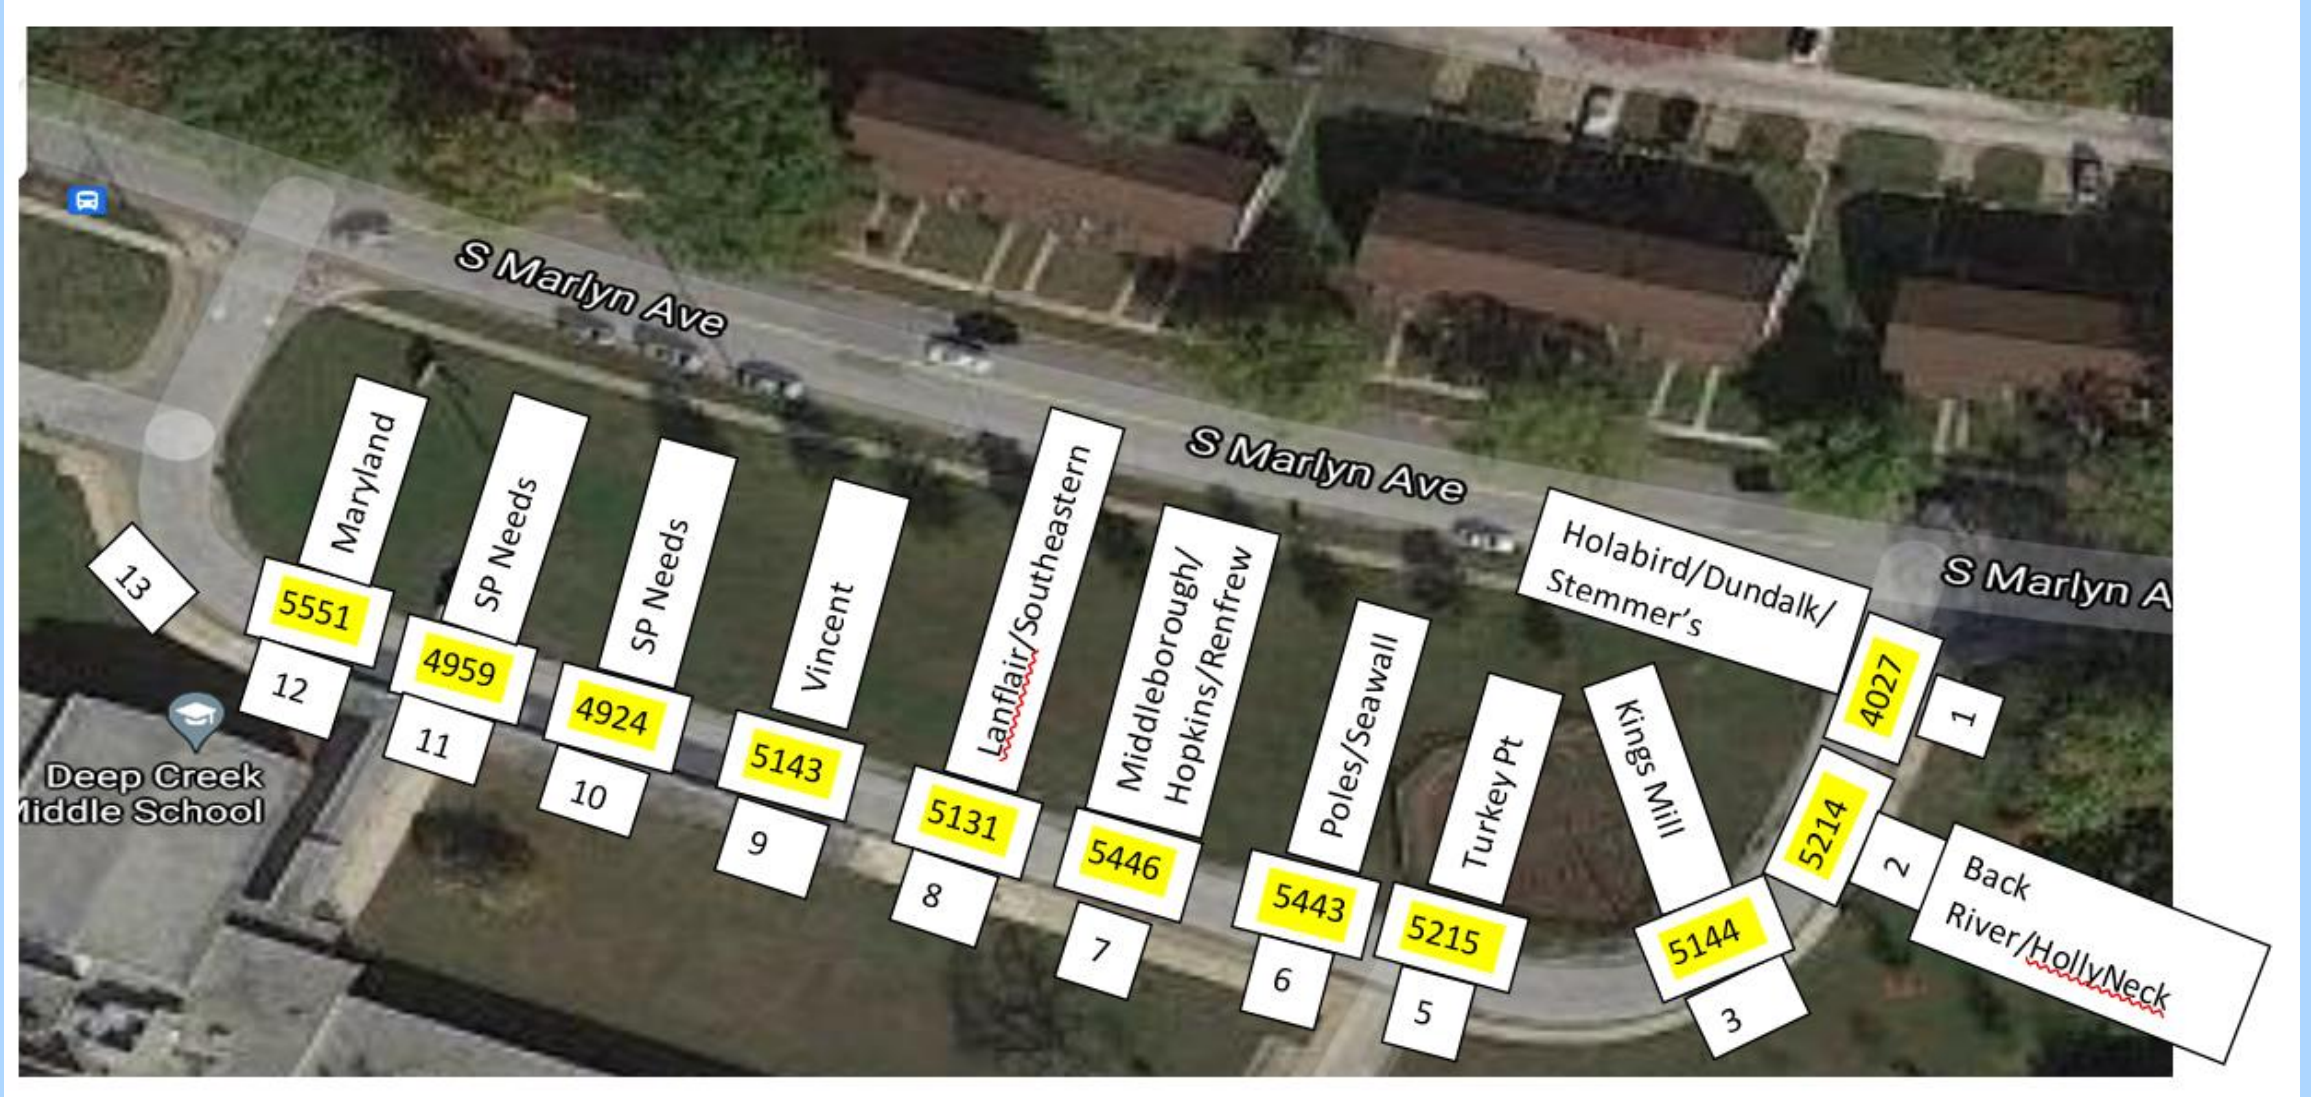 S Marlyn Ave
S Marlyn Ave
S Marlyn A
Maryland
SP Needs
SP Needs
Vincent
Lanflair/Southeastern
Middleborough/
Hopkins/Renfrew
Poles/Seawall
Turkey Pt
Kings Mill
Holabird/Dundalk/
Stemmer's
Back
River/HollyNeck
5551
4959
4924
5143
5131
5446
5443
5215
5144
5214
4027
13
12
11
10
9
8
7
6
5
3
2
1
Deep Creek
Middle School